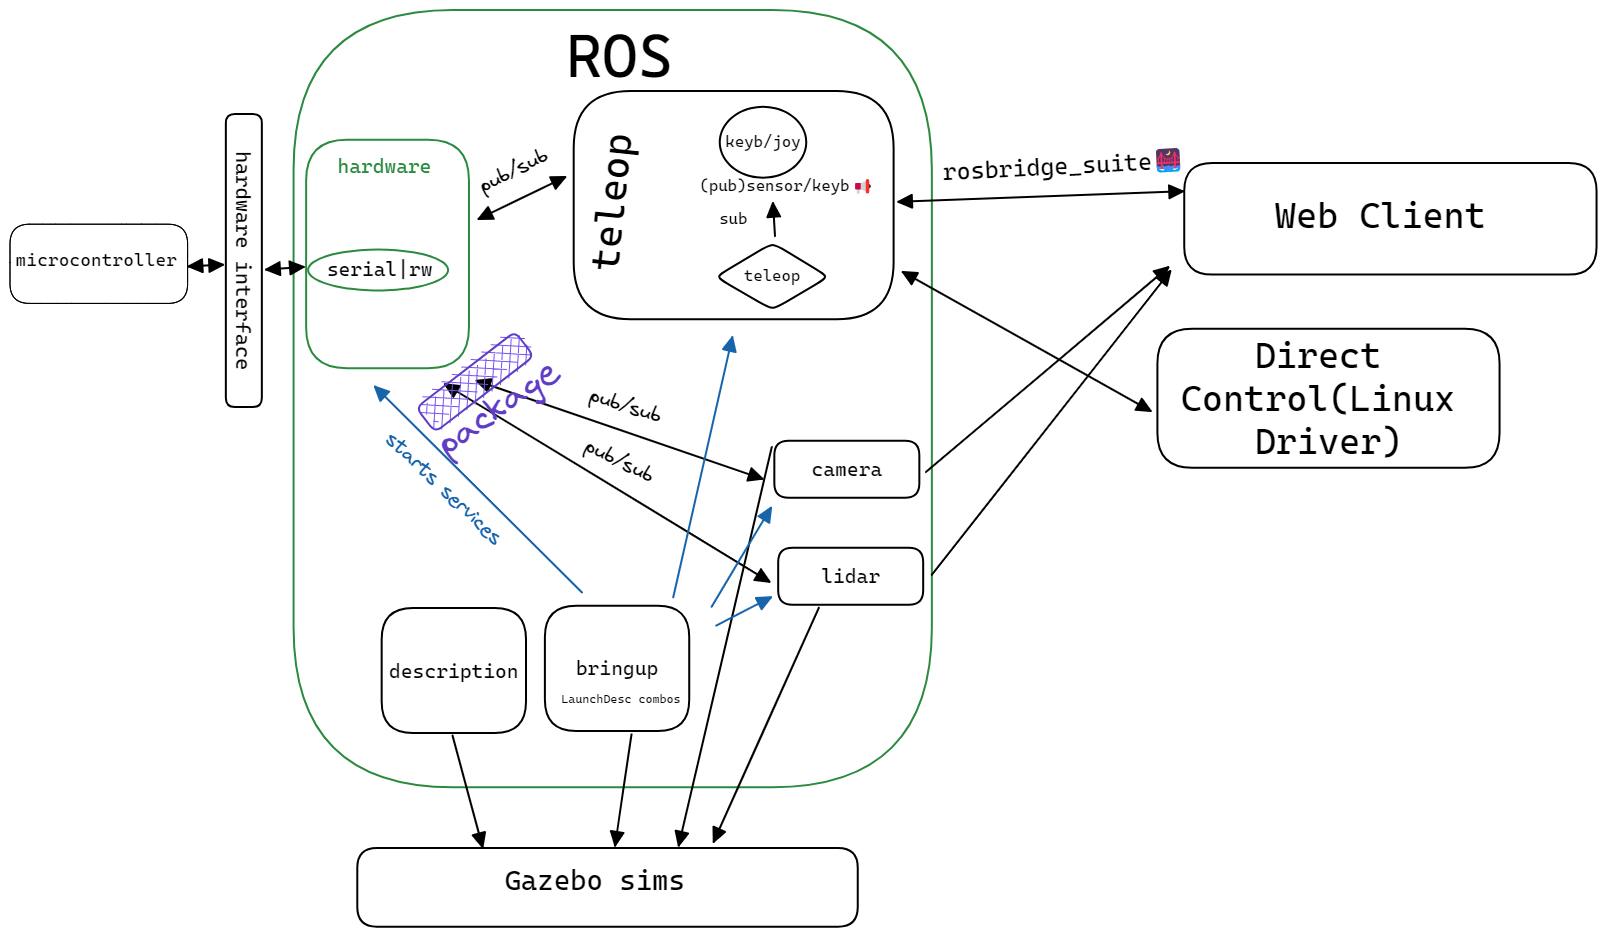 ROS
hardware
serial|rw
hardware interface
microcontroller
pub/sub
teleop
keyb/joy
(pub)sensor/keyb
sub
teleop
rosbridge_suite
Web Client
Direct
Control(Linux
Driver)
package
pub/sub
pub/sub
starts services
camera
lidar
description
bringup
LaunchDesc combos
Gazebo sims